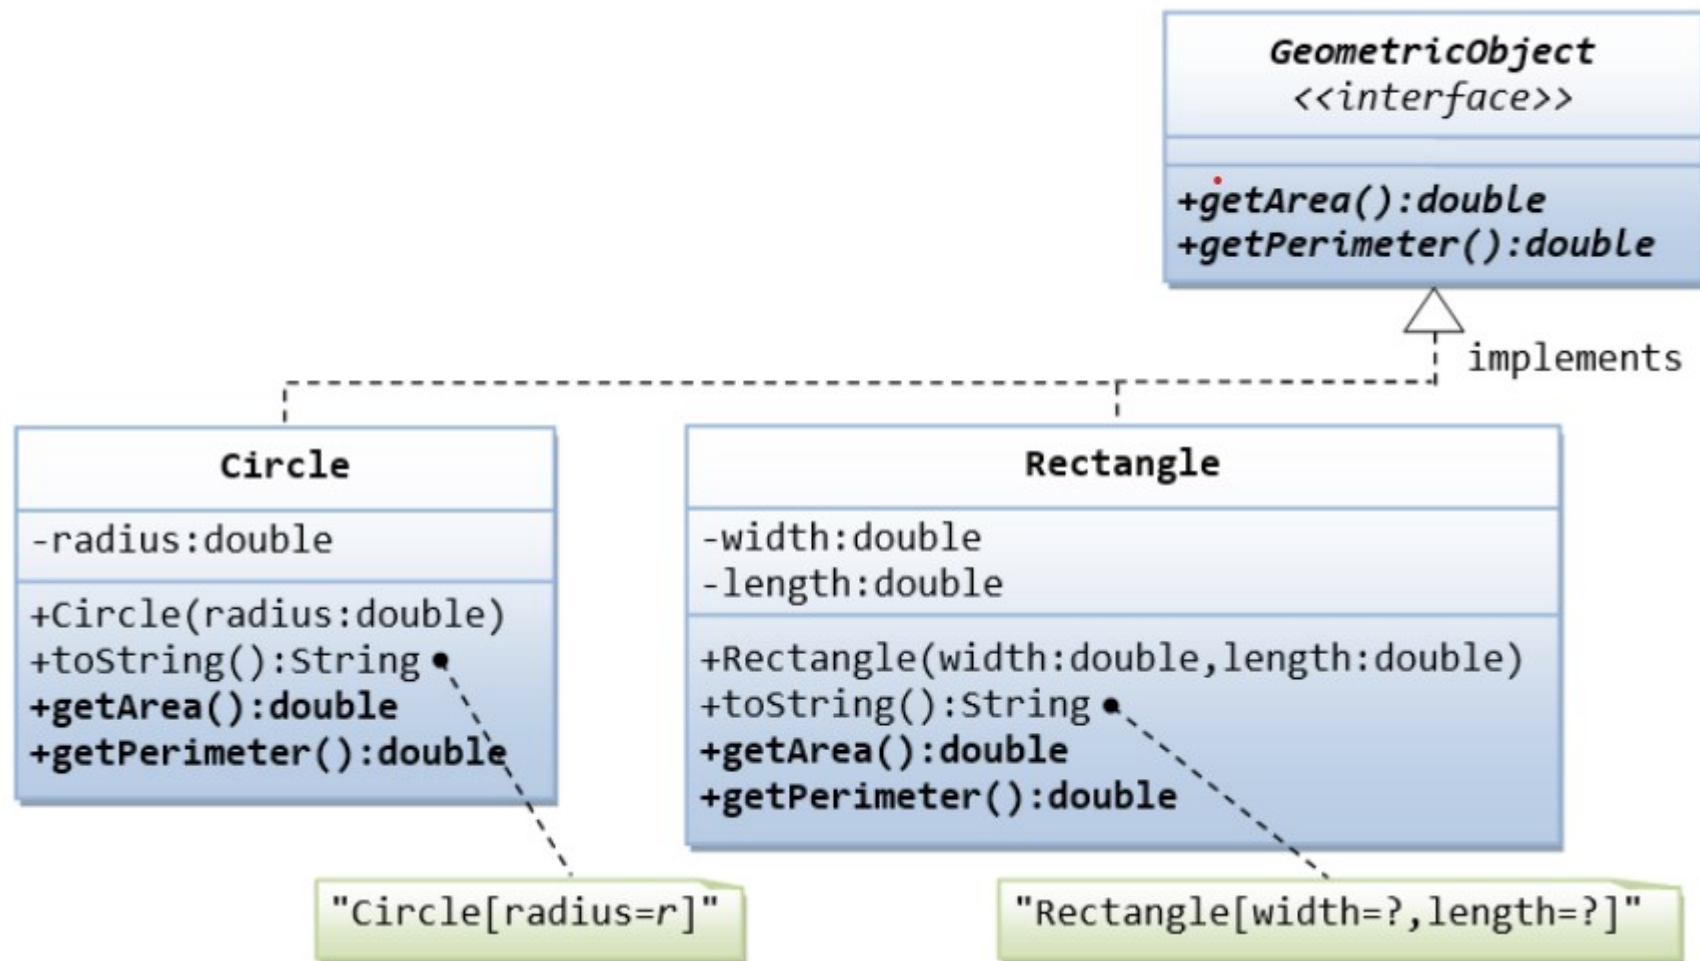 GeometricObject
<<interface>>
+getArea():double
+getPerimeter():double
implements
Circle
-radius:double
+Circle(radius:double)
+toString():String
+getArea():double
+getPerimeter():double
"Circle[radius=r]"
Rectangle
-width:double
-length:double
+Rectangle(width:double,length:double)
+toString():String
+getArea():double
+getPerimeter():double
"Rectangle[width=?,length=?]"